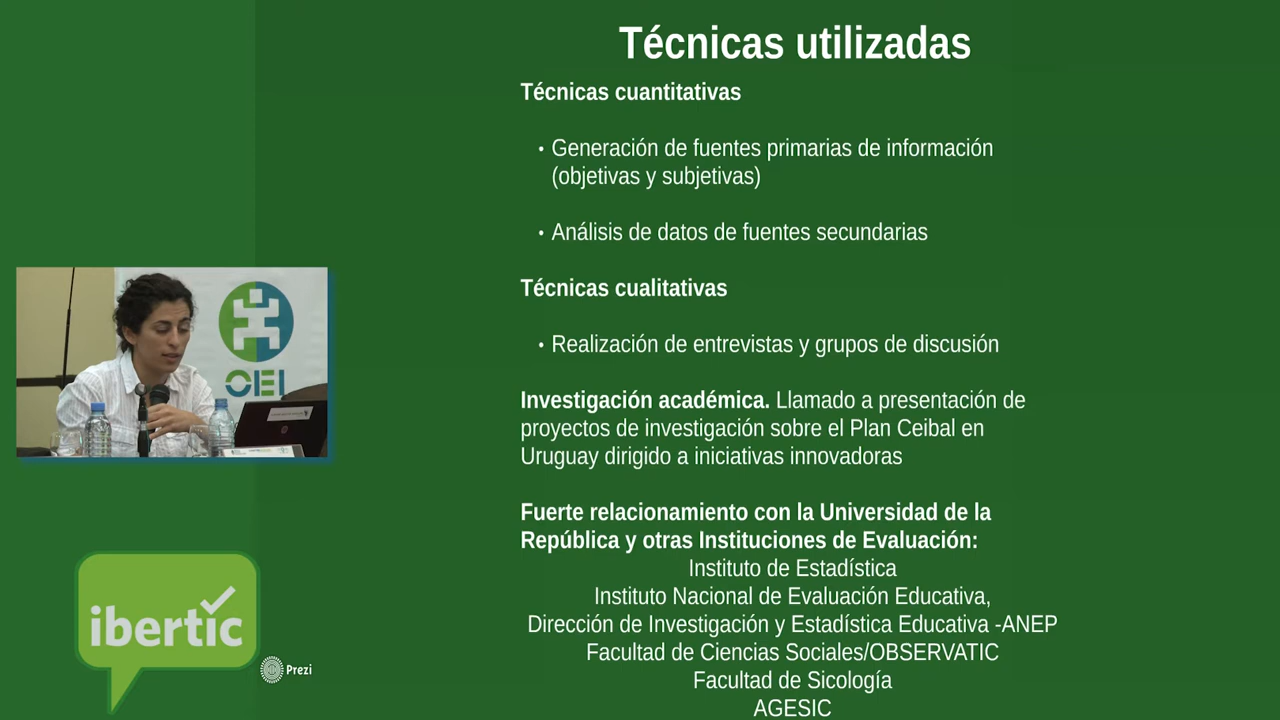 Técnicas utilizadas
Técnicas cuantitativas
• Generación de fuentes primarias de información
(objetivas y subjetivas)
• Análisis de datos de fuentes secundarias
Técnicas cualitativas
• Realización de entrevistas y grupos de discusión
Investigación académica. Llamado a presentación de
proyectos de investigación sobre el Plan Ceibal en
Uruguay dirigido a iniciativas innovadoras
Fuerte relacionamiento con la Universidad de la
República y otras Instituciones de Evaluación:
Instituto de Estadística
Instituto Nacional de Evaluación Educativa,
Dirección de Investigación y Estadística Educativa -ANEP
Facultad de Ciencias Sociales/OBSERVATIC
Facultad de Sicología
AGESIC
OEI
ibertic
Prezi